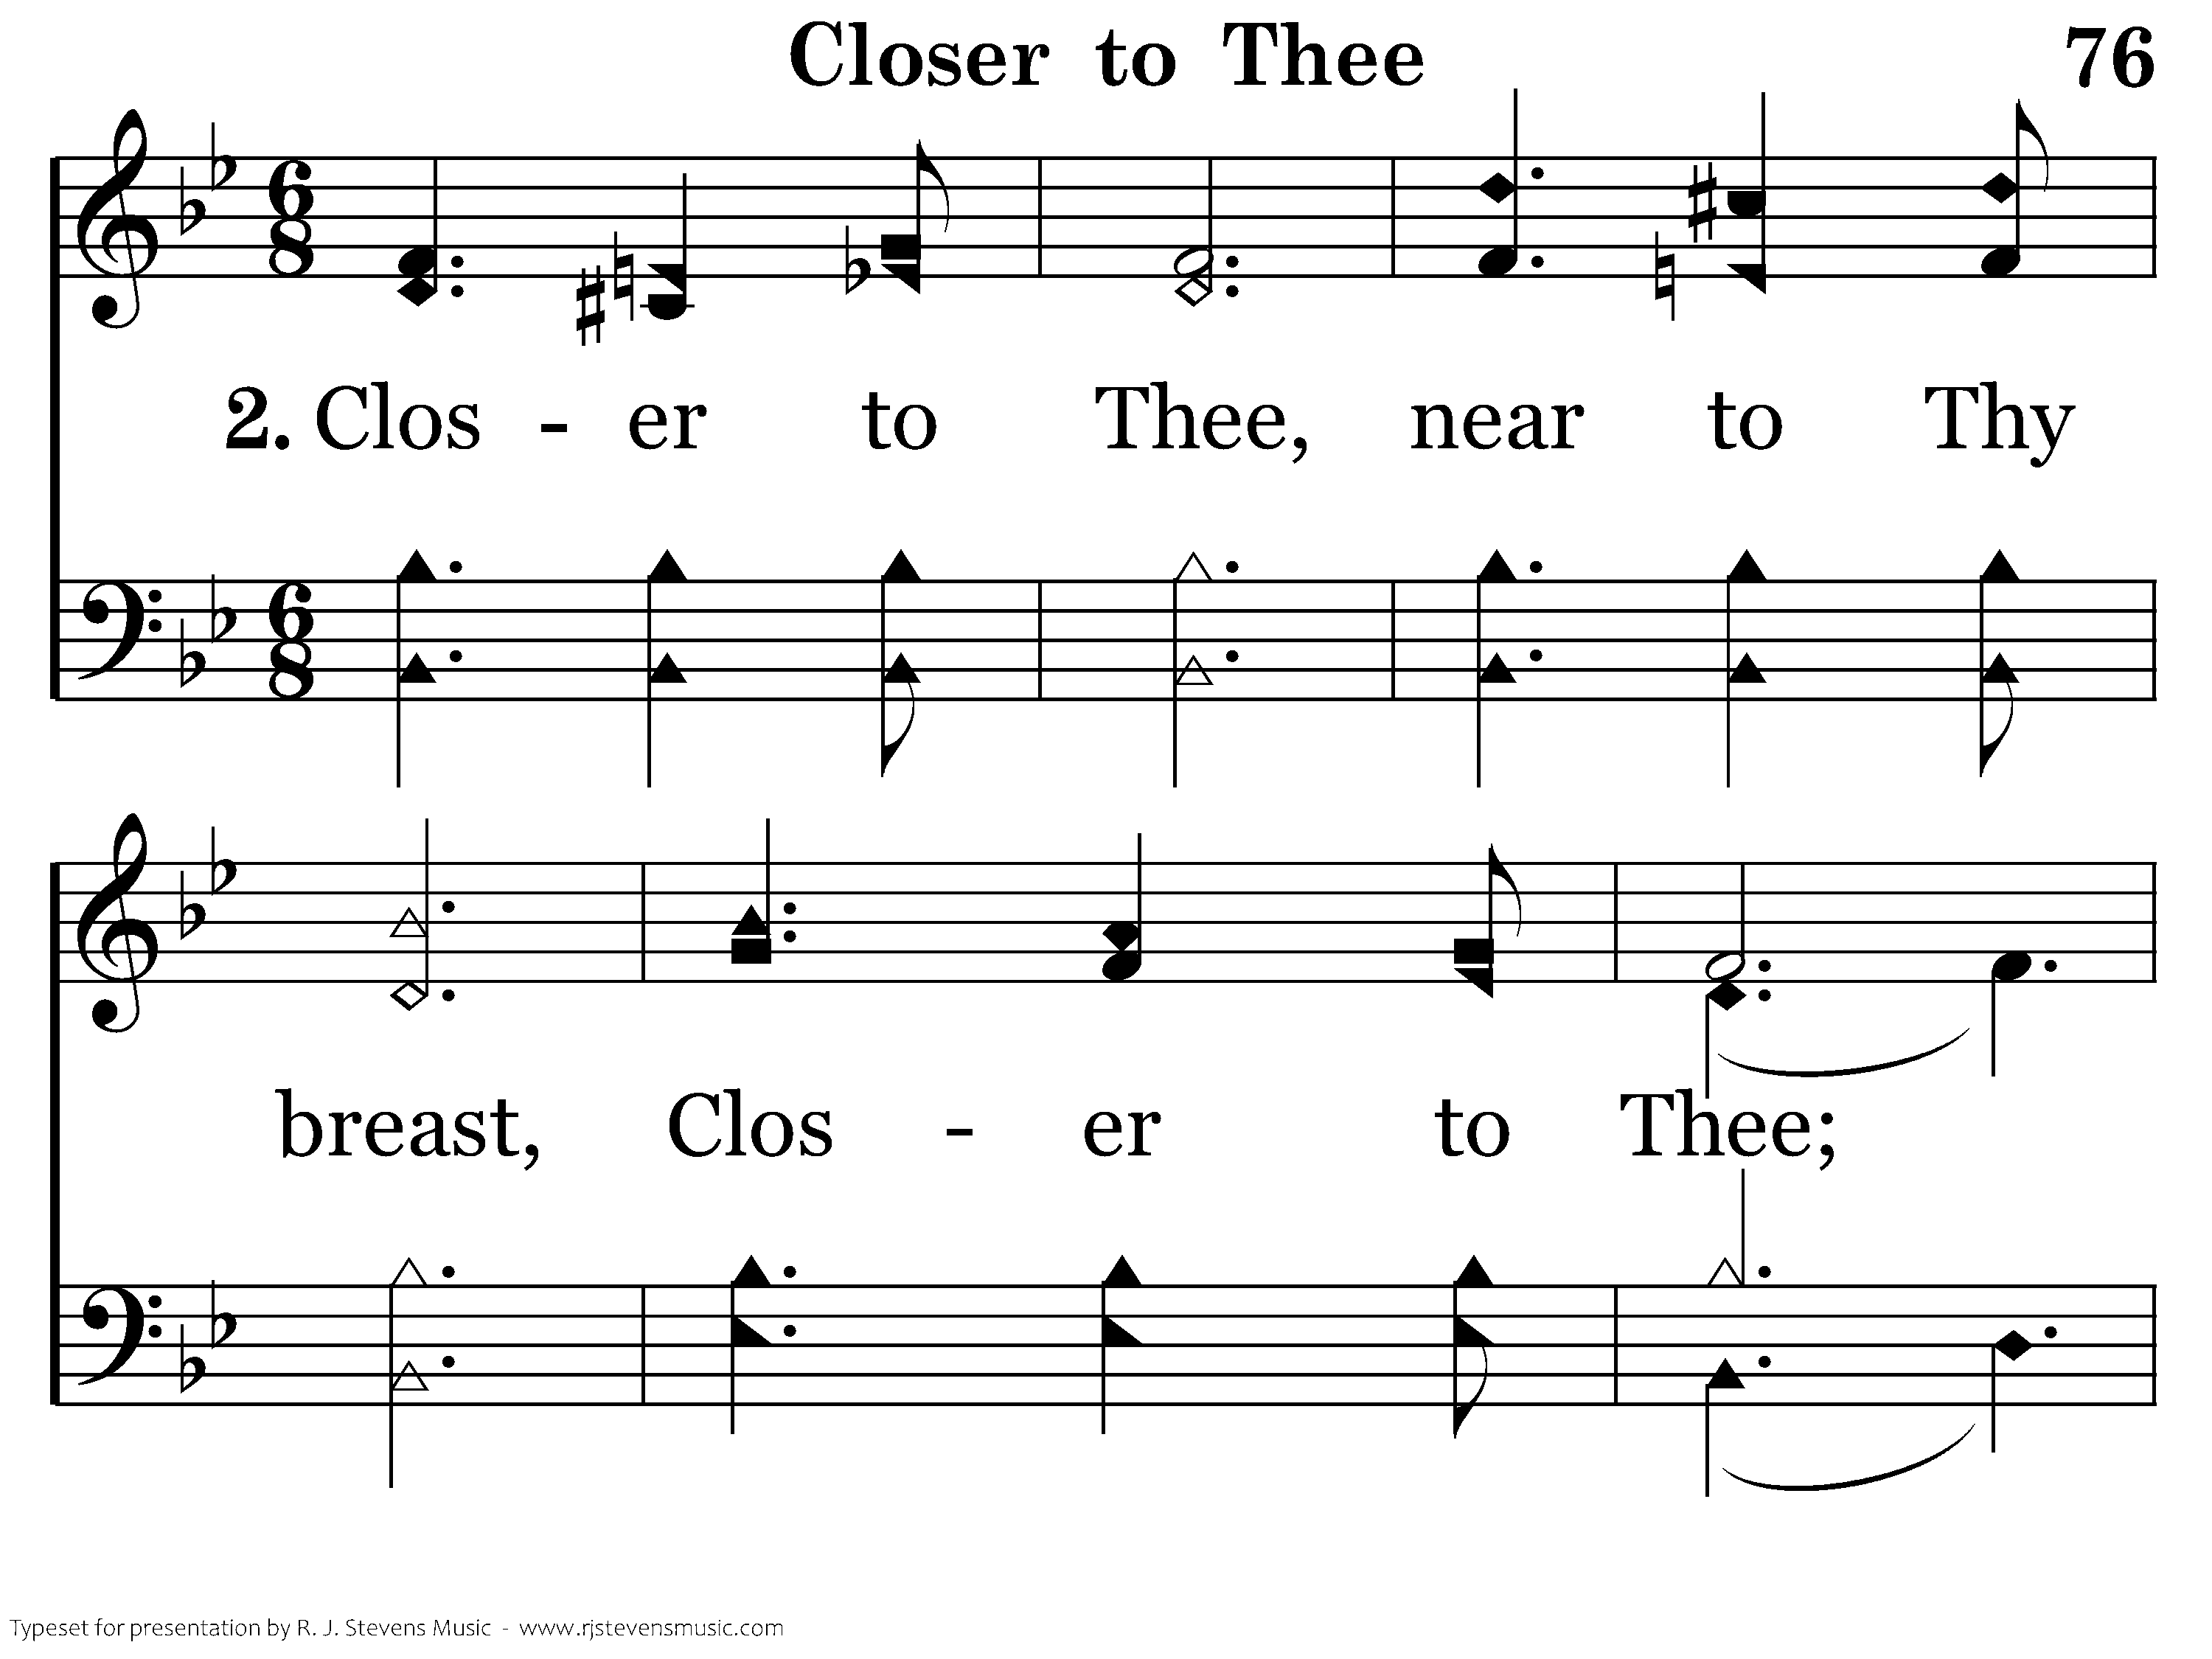 Closer to Thee 76
2. Clos - er to Thee, near to Thy
breast, Clos - er to Thee;
Typeset for presentation by R. J. Stevens Music - www.rjstevensmusic.com